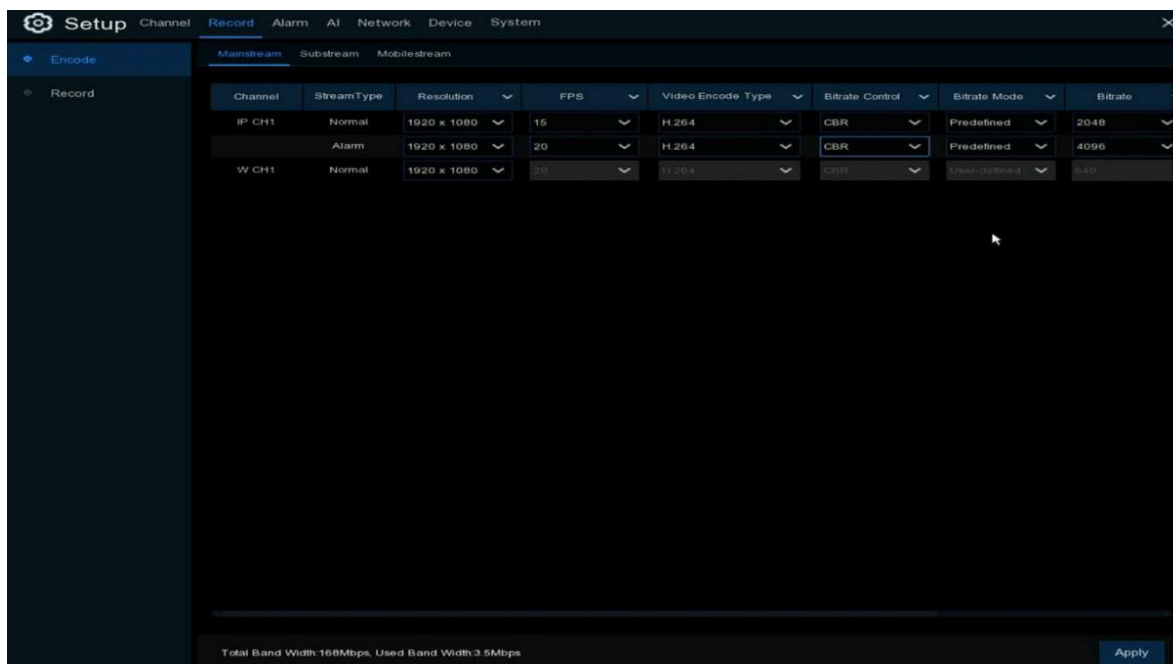 Setup Channel Record Alarm AI Network Device System
Encode
Record
Mainstream Substream Mobilestream
Channel StreamType Resolution FPS Video Encode Type Bitrate Control Bitrate Mode Bitrate
IP CH1 Normal 1920 x 1080 15 H.264 CBR Predefined 2048
Alarm 1920 x 1080 20 H.264 CBR Predefined 4096
W CH1 Normal 1920 x 1080 20 H.264 CBR User-defined 640
Total Band Width:168Mbps, Used Band Width:3.5Mbps
Apply